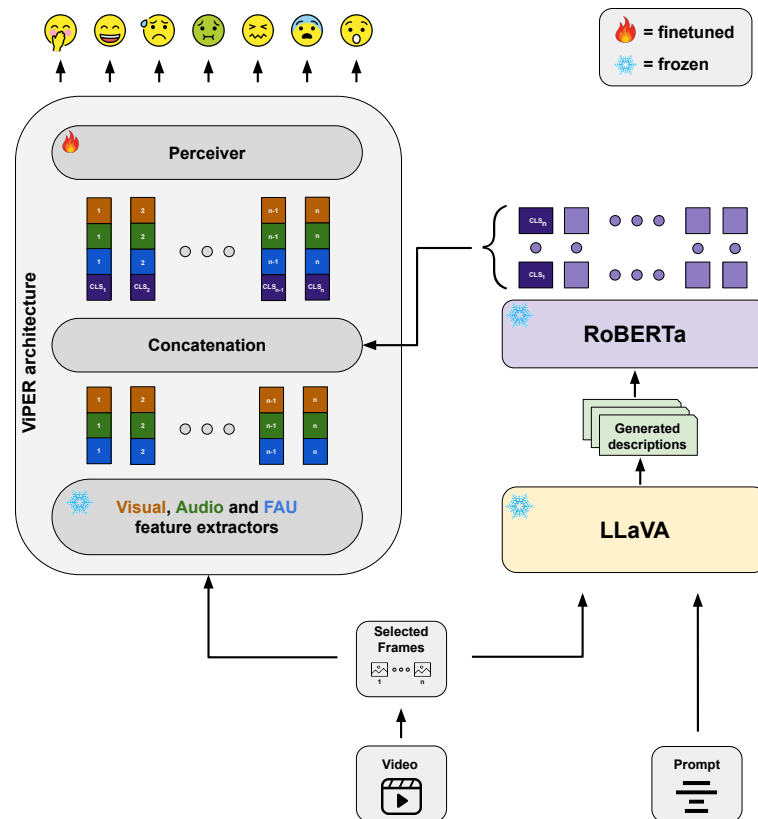 = finetuned
= frozen
ViPER architecture
Perceiver
1 2 n-1 n
1 2 n-1 n
1 2 n-1 n
CLS1 CLS2 CLSn-1 CLSn
Concatenation
1 2 n-1 n
1 2 n-1 n
1 2 n-1 n
Visual, Audio and FAU
feature extractors
CLSn
CLS1
RoBERTa
Generated
descriptions
LLaVA
Selected
Frames
1 n
Video
Prompt